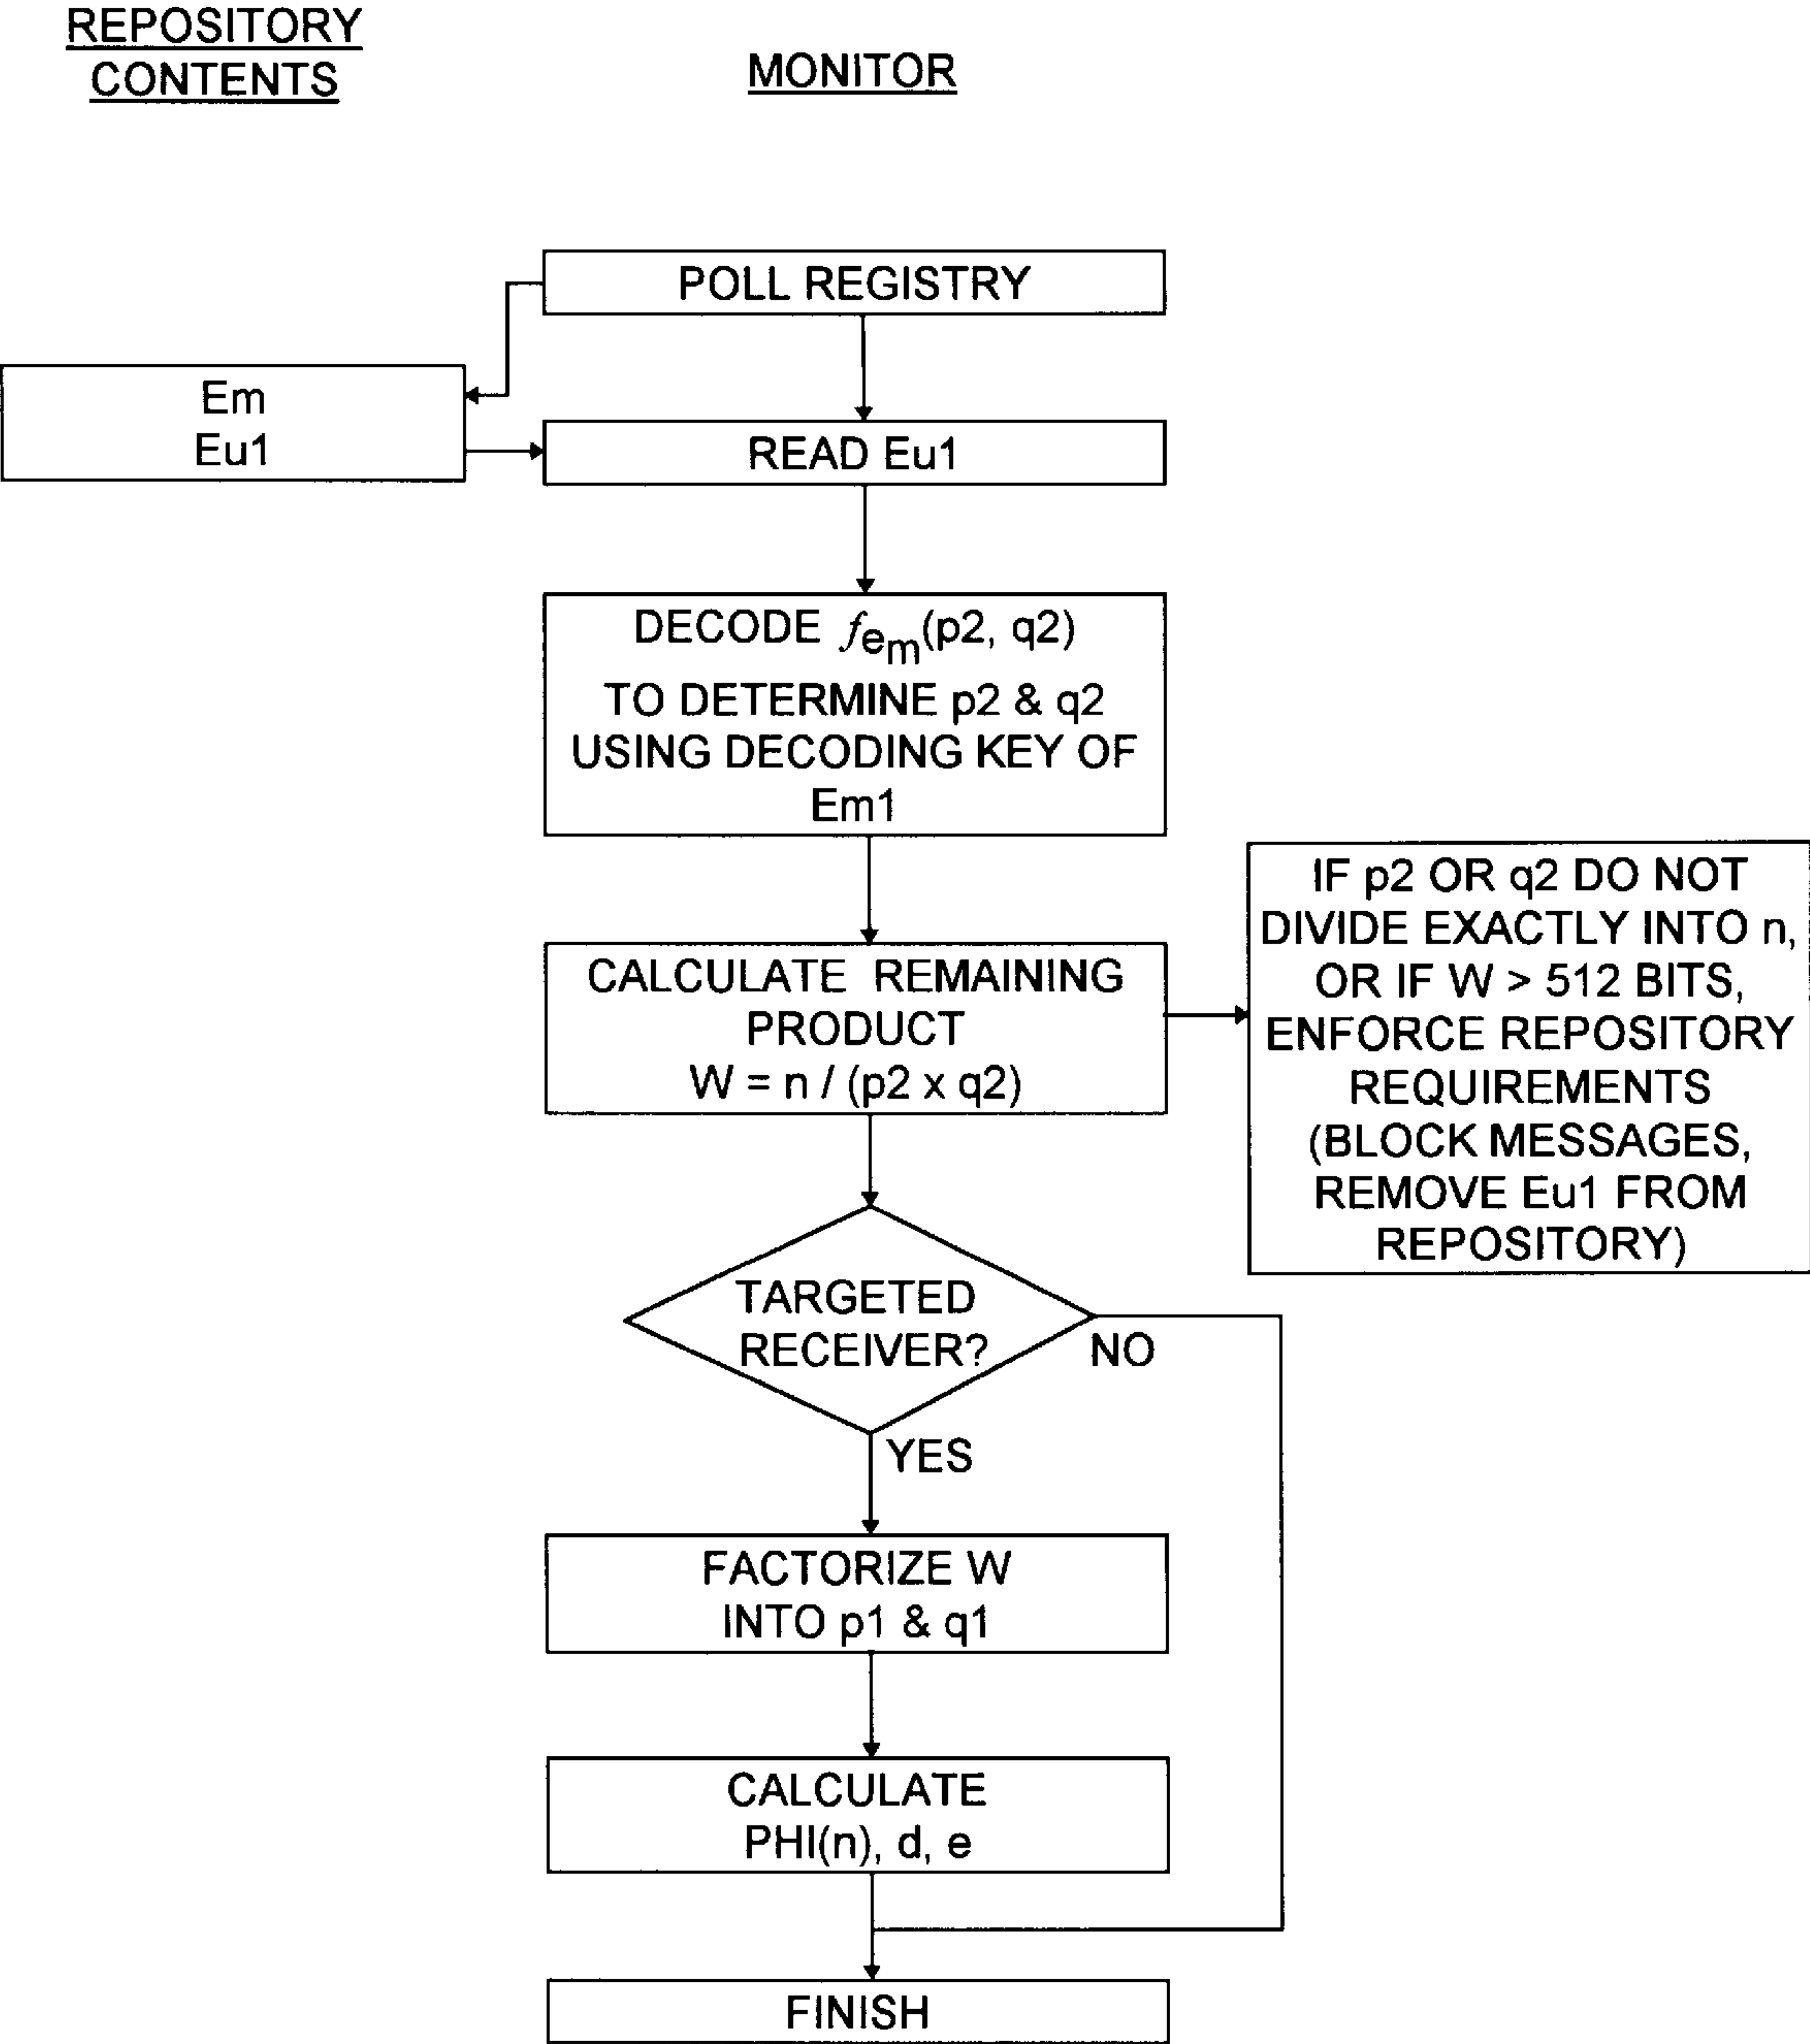 REPOSITORY
CONTENTS
MONITOR
POLL REGISTRY
Em
Eu1
READ Eu1
DECODE fem(p2, q2)
TO DETERMINE p2 & q2
USING DECODING KEY OF
Em1
CALCULATE REMAINING
PRODUCT
W = n / (p2 x q2)
IF p2 OR q2 DO NOT
DIVIDE EXACTLY INTO n,
OR IF W > 512 BITS,
ENFORCE REPOSITORY
REQUIREMENTS
(BLOCK MESSAGES,
REMOVE Eu1 FROM
REPOSITORY)
TARGETED
RECEIVER?
NO
YES
FACTORIZE W
INTO p1 & q1
CALCULATE
PHI(n), d, e
FINISH